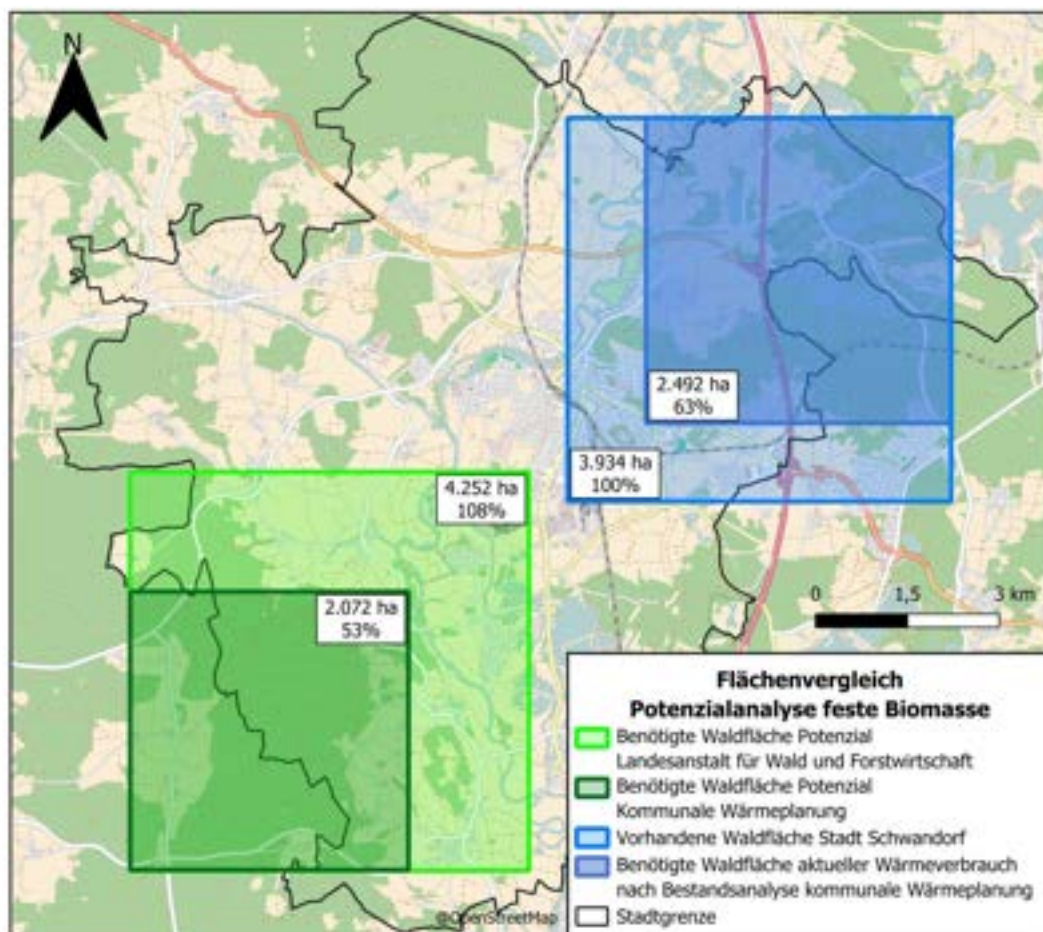 N
2.492 ha
63%
3.934 ha
100%
4.252 ha
108%
2.072 ha
53%
0 1,5 3 km
Flächenvergleich
Potenzialanalyse feste Biomasse
Benötigte Waldfläche Potenzial
Landesanstalt für Wald und Forstwirtschaft
Benötigte Waldfläche Potenzial
Kommunale Wärmeplanung
Vorhandene Waldfläche Stadt Schwandorf
Benötigte Waldfläche aktueller Wärmeverbrauch
nach Bestandsanalyse kommunale Wärmeplanung
Stadtgrenze
@OpenStreetMap